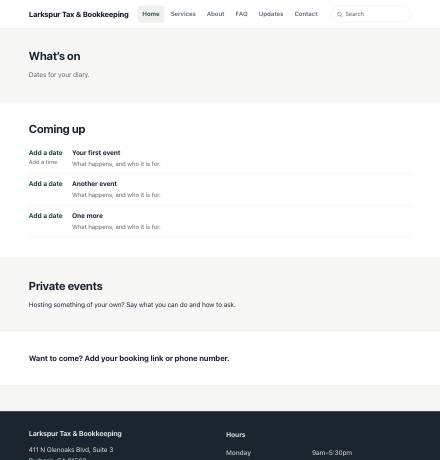 Larkspur Tax & Bookkeeping Home Services About FAQ Updates Contact Search
What's on
Dates for your diary.
Coming up
Add a date Your first event
Add a time What happens, and who it is for.
Add a date Another event
What happens, and who it is for.
Add a date One more
What happens, and who it is for.
Private events
Hosting something of your own? Say what you can do and how to ask.
Want to come? Add your booking link or phone number.
Larkspur Tax & Bookkeeping
Hours
411 N Glenoaks Blvd, Suite 3
Monday 9am–5:30pm